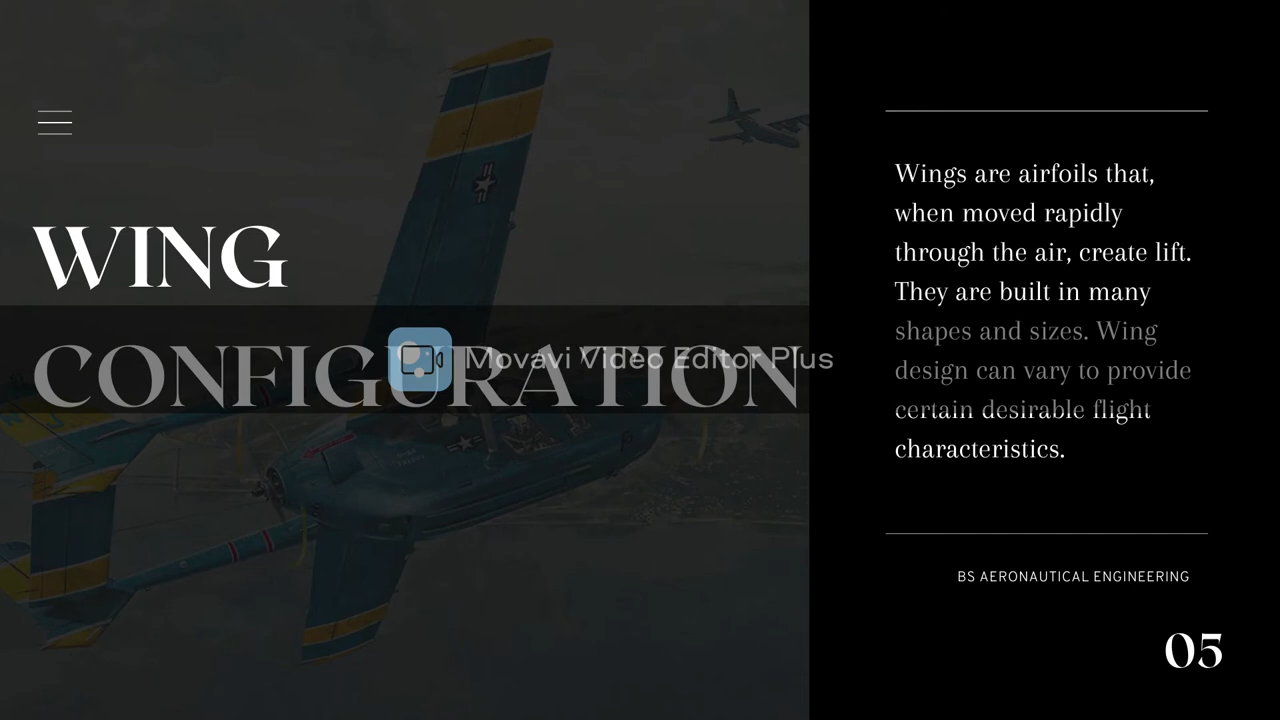 WING
CONFIGURATION
Movavi Video Editor Plus
Wings are airfoils that,
when moved rapidly
through the air, create lift.
They are built in many
shapes and sizes. Wing
design can vary to provide
certain desirable flight
characteristics.
BS AERONAUTICAL ENGINEERING
05